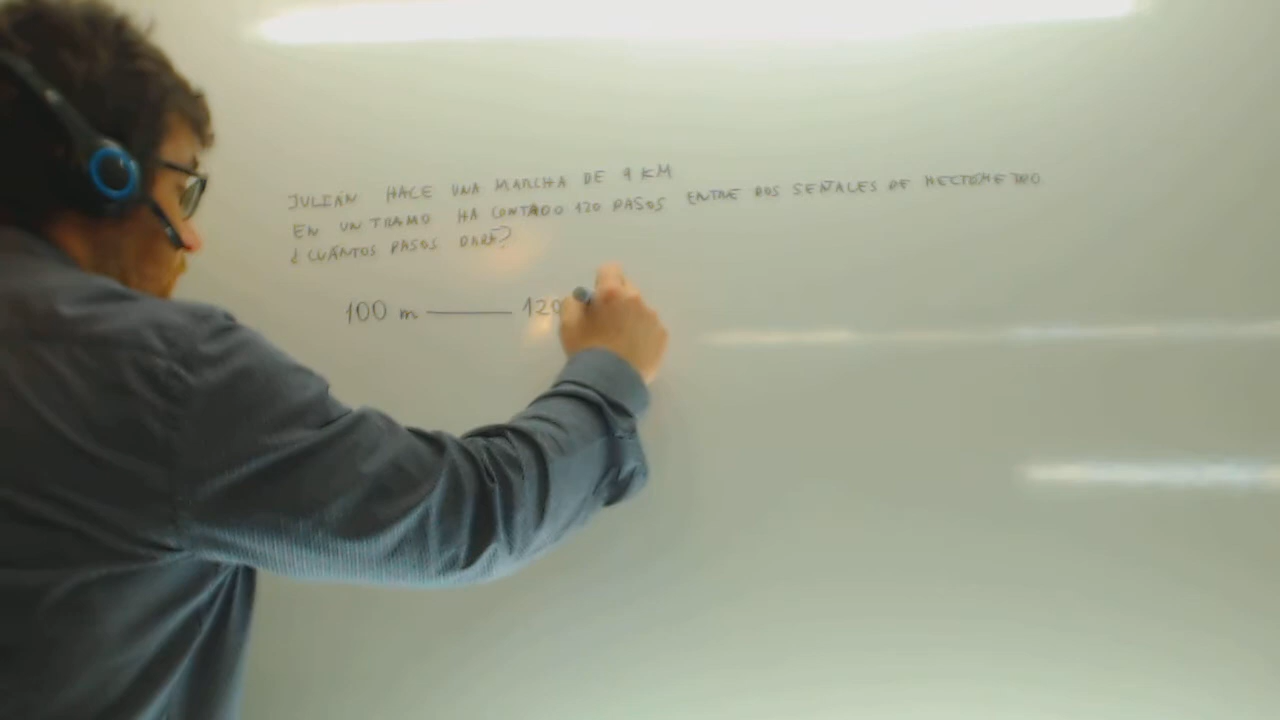 JULIÁN HACE UNA MARCHA DE 9 KM
EN UN TRAMO HA CONTADO 120 PASOS ENTRE DOS SEÑALES DE HECTÓMETRO
¿CUÁNTOS PASOS DARÁ?
100 m ——— 120